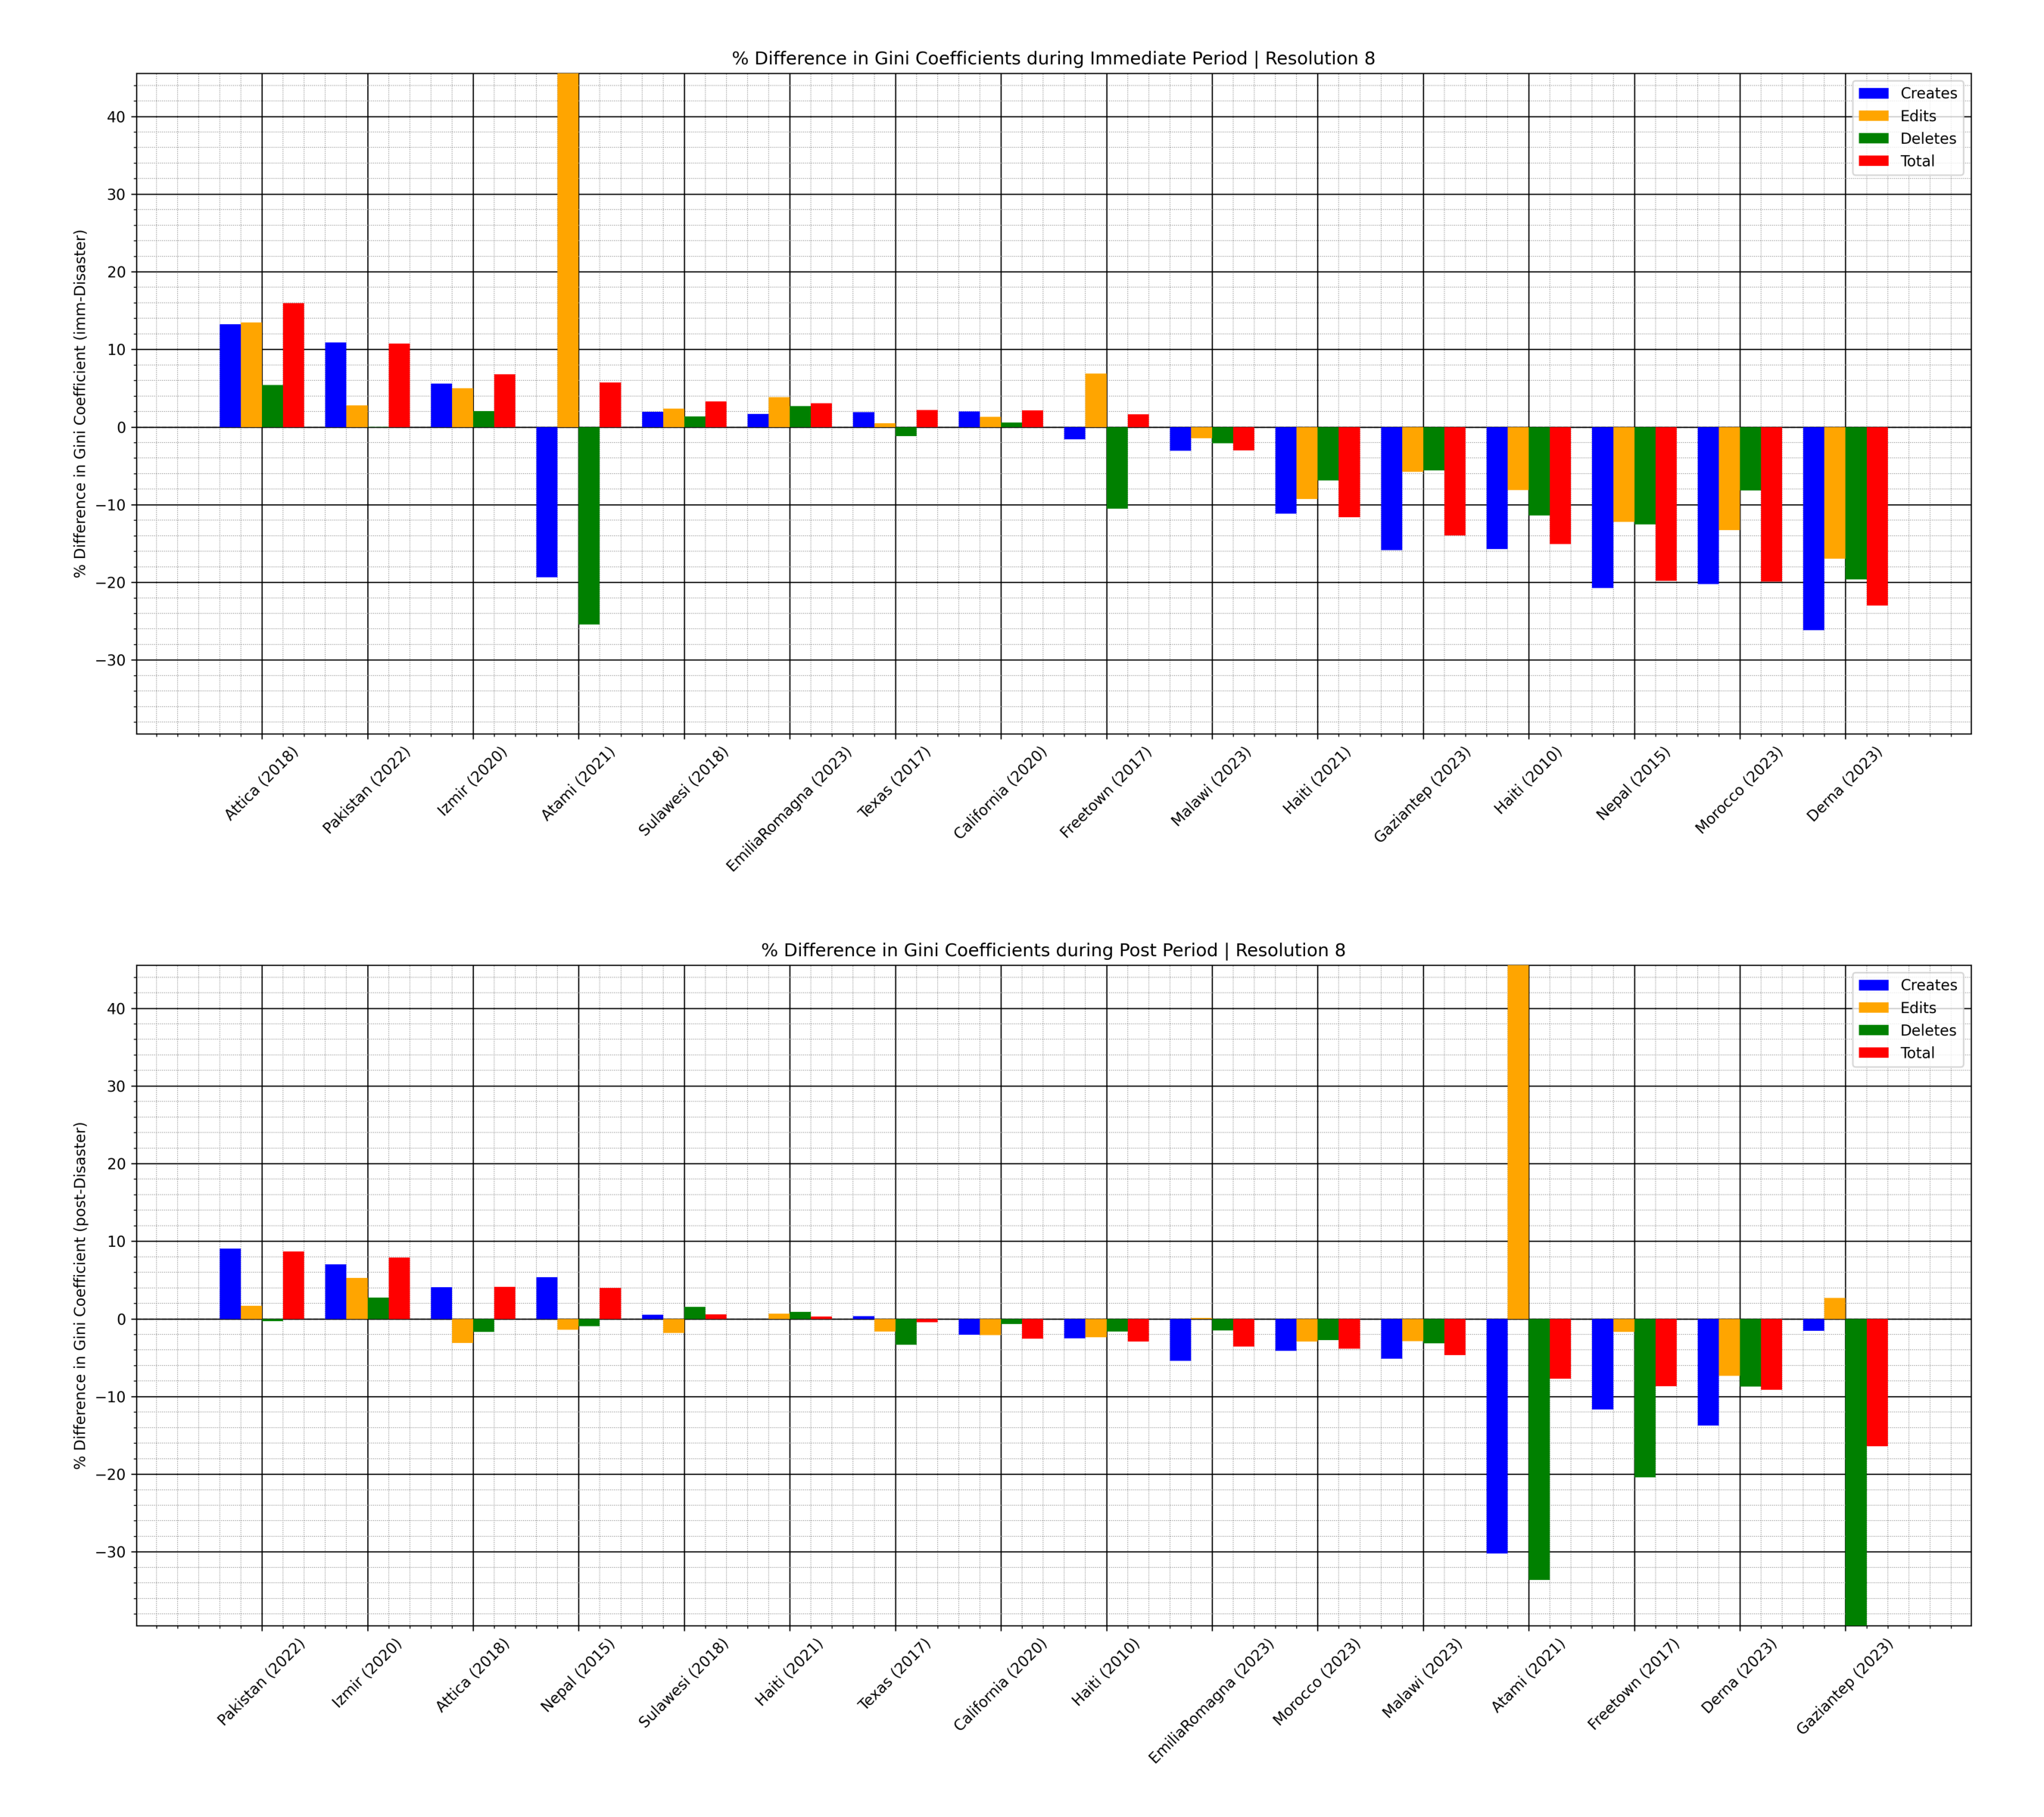 % Difference in Gini Coefficients during Immediate Period | Resolution 8
% Difference in Gini Coefficient (imm-Disaster)
40
30
20
10
0
−10
−20
−30
Creates
Edits
Deletes
Total
Attica (2018)
Pakistan (2022)
Izmir (2020)
Atami (2021)
Sulawesi (2018)
EmiliaRomagna (2023)
Texas (2017)
California (2020)
Freetown (2017)
Malawi (2023)
Haiti (2021)
Gaziantep (2023)
Haiti (2010)
Nepal (2015)
Morocco (2023)
Derna (2023)
% Difference in Gini Coefficients during Post Period | Resolution 8
% Difference in Gini Coefficient (post-Disaster)
40
30
20
10
0
−10
−20
−30
Creates
Edits
Deletes
Total
Pakistan (2022)
Izmir (2020)
Attica (2018)
Nepal (2015)
Sulawesi (2018)
Haiti (2021)
Texas (2017)
California (2020)
Haiti (2010)
EmiliaRomagna (2023)
Morocco (2023)
Malawi (2023)
Atami (2021)
Freetown (2017)
Derna (2023)
Gaziantep (2023)